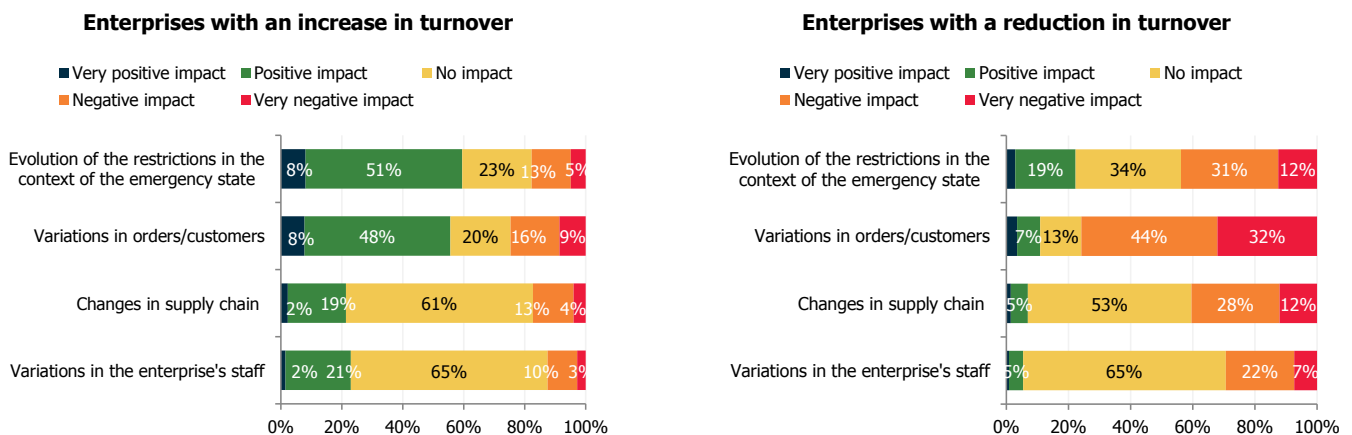 Enterprises with an increase in turnover
Very positive impact Positive impact No impact
Negative impact Very negative impact
Evolution of the restrictions in the
context of the emergency state
8% 51% 23% 13% 5%
Variations in orders/customers
8% 48% 20% 16% 9%
Changes in supply chain
2% 19% 61% 13% 4%
Variations in the enterprise's staff
2% 21% 65% 10% 3%
0% 20% 40% 60% 80% 100%
Enterprises with a reduction in turnover
Very positive impact Positive impact No impact
Negative impact Very negative impact
Evolution of the restrictions in the
context of the emergency state
19% 34% 31% 12%
Variations in orders/customers
7% 13% 44% 32%
Changes in supply chain
5% 53% 28% 12%
Variations in the enterprise's staff
5% 65% 22% 7%
0% 20% 40% 60% 80% 100%